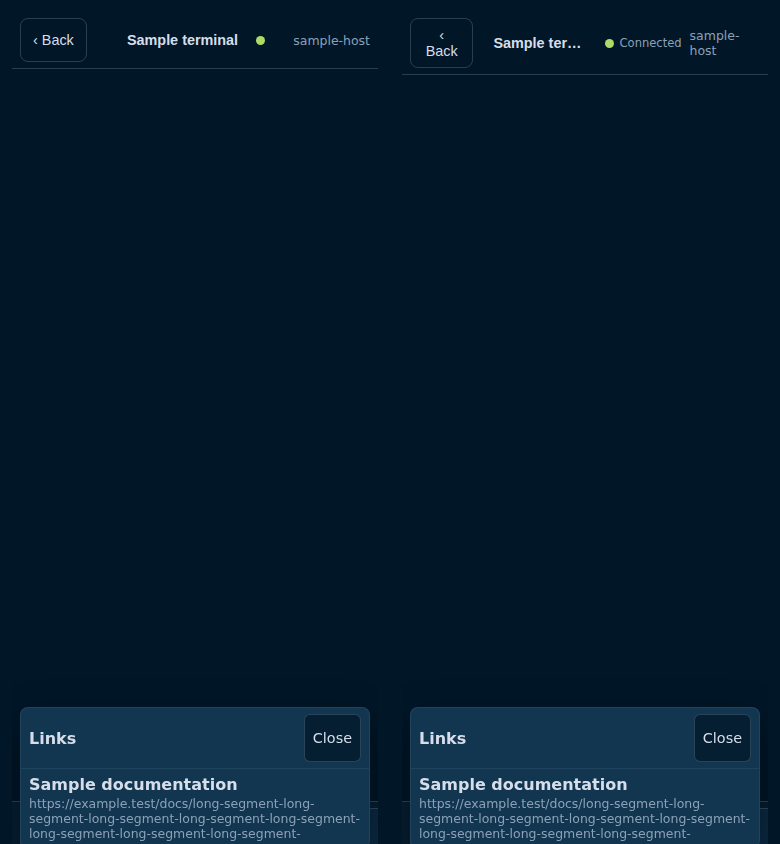 ‹ Back Sample terminal sample-host
‹
Back
Sample ter... Connected sample-
host
Links Close
Sample documentation
https://example.test/docs/long-segment-long-
segment-long-segment-long-segment-long-segment-
long-segment-long-segment-long-segment-
Links Close
Sample documentation
https://example.test/docs/long-segment-long-
segment-long-segment-long-segment-long-segment-
long-segment-long-segment-long-segment-